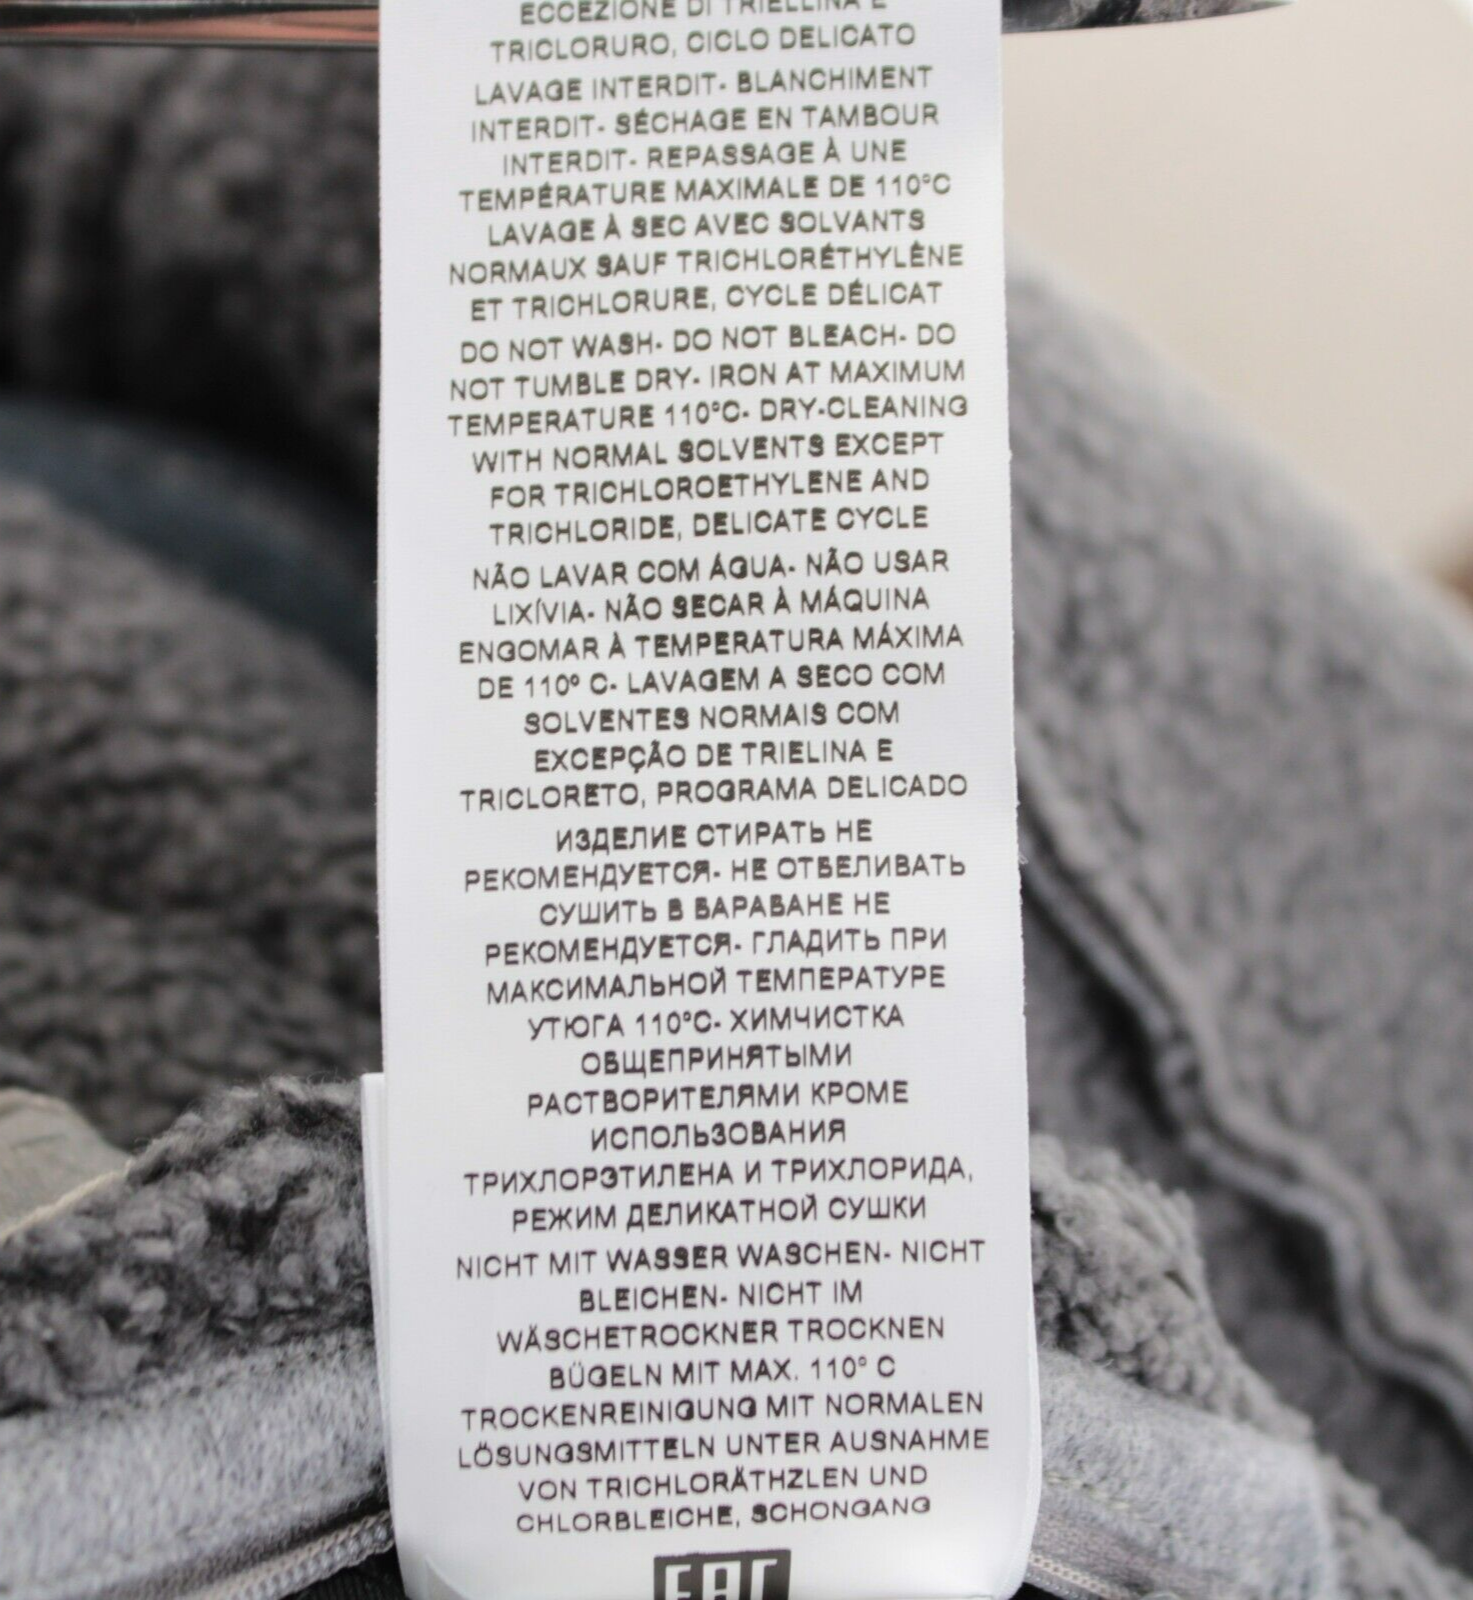 ECCEZIONE DI TRIELLINA E
TRICLORURO, CICLO DELICATO
LAVAGE INTERDIT- BLANCHIMENT
INTERDIT- SÉCHAGE EN TAMBOUR
INTERDIT- REPASSAGE À UNE
TEMPÉRATURE MAXIMALE DE 110°C
LAVAGE À SEC AVEC SOLVANTS
NORMAUX SAUF TRICHLORÉTHYLÈNE
ET TRICHLORURE, CYCLE DÉLICAT
DO NOT WASH- DO NOT BLEACH- DO
NOT TUMBLE DRY- IRON AT MAXIMUM
TEMPERATURE 110°C- DRY-CLEANING
WITH NORMAL SOLVENTS EXCEPT
FOR TRICHLOROETHYLENE AND
TRICHLORIDE, DELICATE CYCLE
NÃO LAVAR COM ÁGUA- NÃO USAR
LIXÍVIA- NÃO SECAR À MÁQUINA
ENGOMAR À TEMPERATURA MÁXIMA
DE 110° C- LAVAGEM A SECO COM
SOLVENTES NORMAIS COM
EXCEPÇÃO DE TRIELINA E
TRICLORETO, PROGRAMA DELICADO
ИЗДЕЛИЕ СТИРАТЬ НЕ
РЕКОМЕНДУЕТСЯ- НЕ ОТБЕЛИВАТЬ
СУШИТЬ В БАРАБАНЕ НЕ
РЕКОМЕНДУЕТСЯ- ГЛАДИТЬ ПРИ
МАКСИМАЛЬНОЙ ТЕМПЕРАТУРЕ
УТЮГА 110°C- ХИМЧИСТКА
ОБЩЕПРИНЯТЫМИ
РАСТВОРИТЕЛЯМИ КРОМЕ
ИСПОЛЬЗОВАНИЯ
ТРИХЛОРЭТИЛЕНА И ТРИХЛОРИДА,
РЕЖИМ ДЕЛИКАТНОЙ СУШКИ
NICHT MIT WASSER WASCHEN- NICHT
BLEICHEN- NICHT IM
WÄSCHETROCKNER TROCKNEN
BÜGELN MIT MAX. 110° C
TROCKENREINIGUNG MIT NORMALEN
LÖSUNGSMITTELN UNTER AUSNAHME
VON TRICHLORÄTHZLEN UND
CHLORBLEICHE, SCHONGANG
EAC